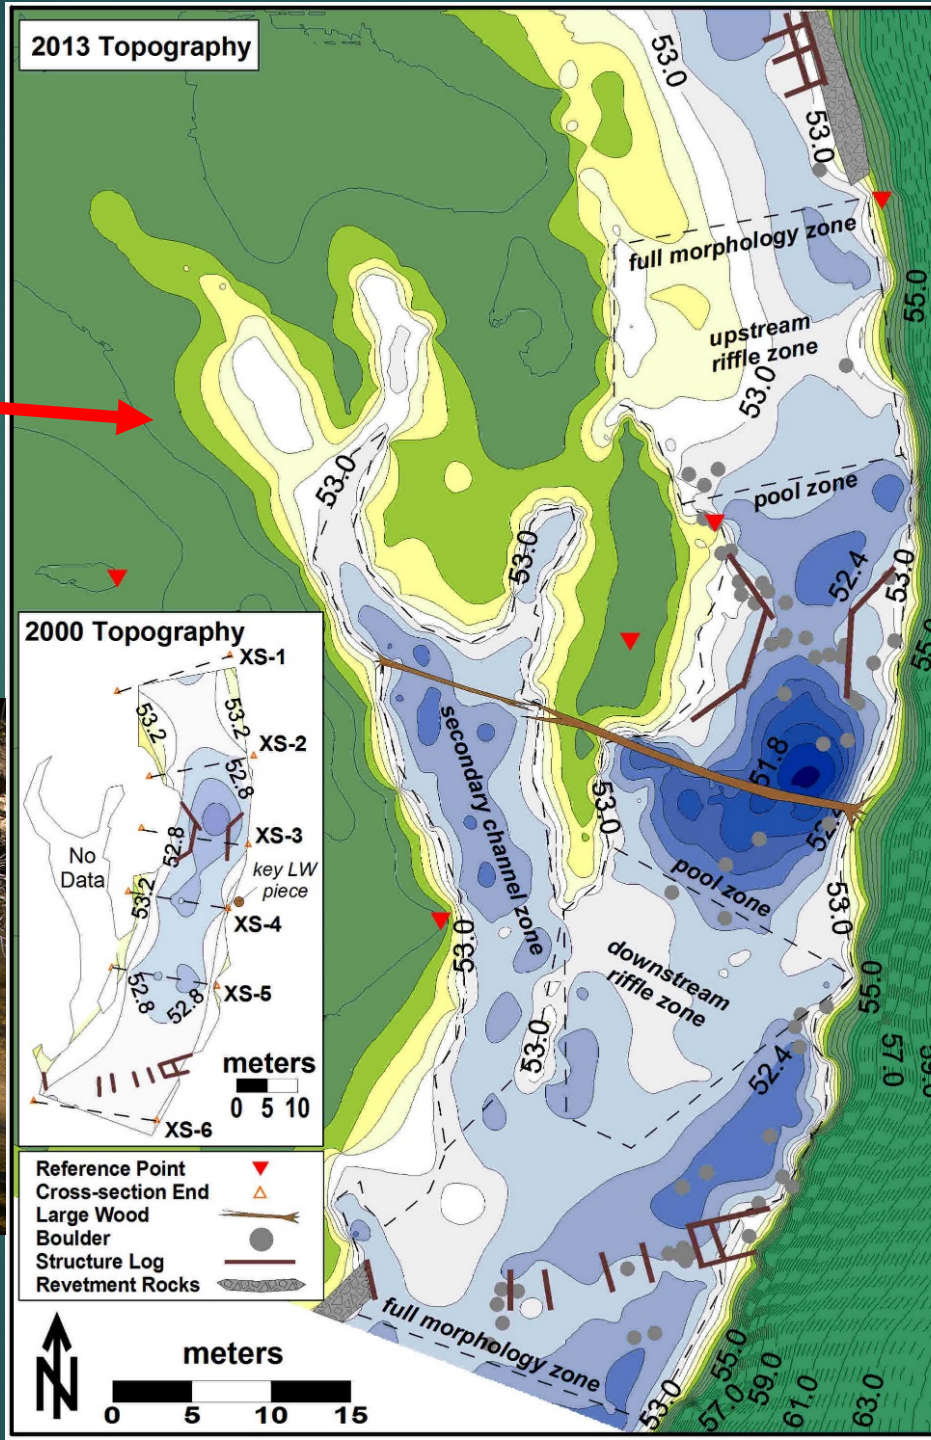 2013 Topography
53.0
53.0
full morphology zone
55.0
upstream
riffle zone
53.0
53.0
pool zone
53.0
52.4
53.0
55.0
2000 Topography
XS-1
53.2
53.2
XS-2
52.8
52.8
XS-3
No
Data
key LW
piece
53.2
XS-4
52.8
52.8
XS-5
meters
0 5 10
XS-6
secondary channel zone
51.8
53.0
pool zone
53.0
53.0
downstream
riffle zone
55.0
53.0
57.0
52.4
Reference Point
Cross-section End
Large Wood
Boulder
Structure Log
Revetment Rocks
full morphology zone
N
meters
0 5 10 15
53.0
57.0
55.0
59.0
61.0
63.0